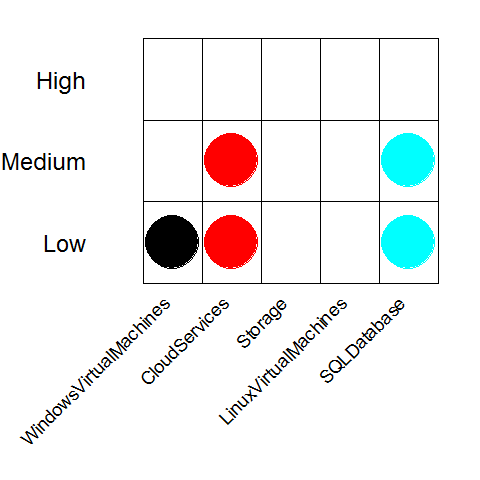 High
Medium
Low
WindowsVirtualMachines
CloudServices
Storage
LinuxVirtualMachines
SQLDatabase